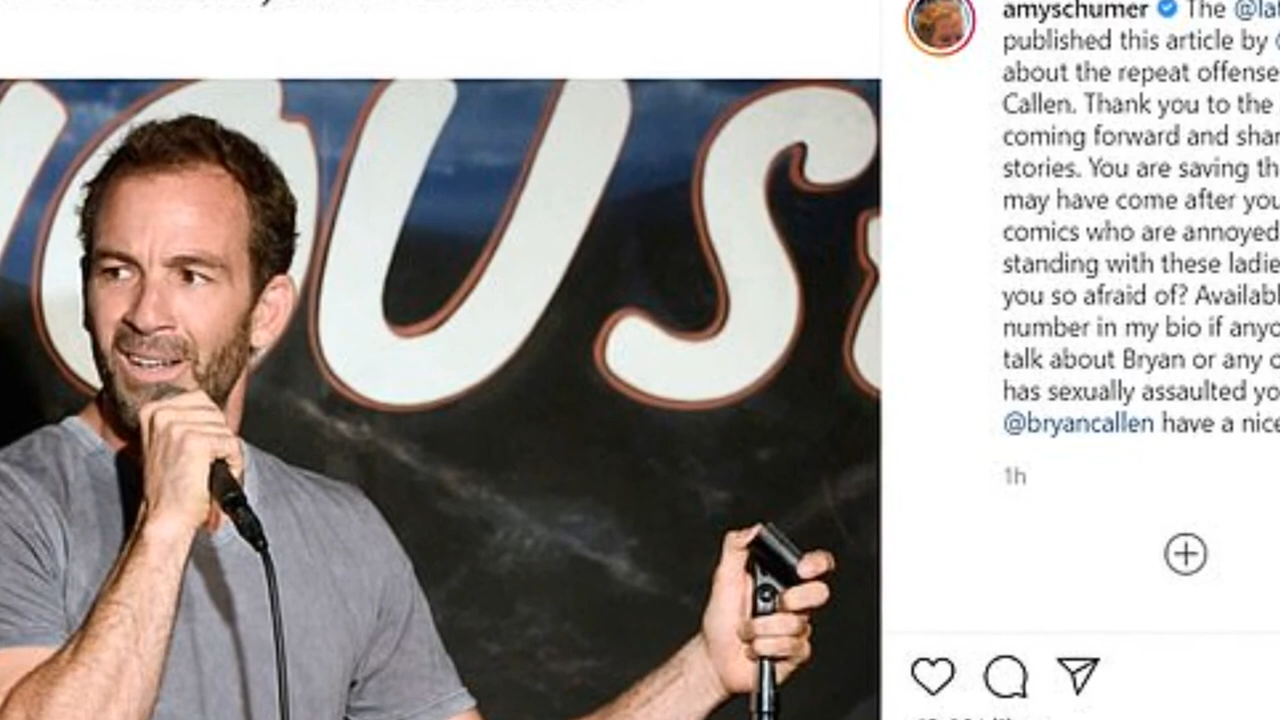 OUS
amyschumer The @lat
published this article by
about the repeat offense
Callen. Thank you to the
coming forward and shar
stories. You are saving th
may have come after you
comics who are annoyed
standing with these ladie
you so afraid of? Availabl
number in my bio if anyo
talk about Bryan or any o
has sexually assaulted yo
@bryancallen have a nice
1h